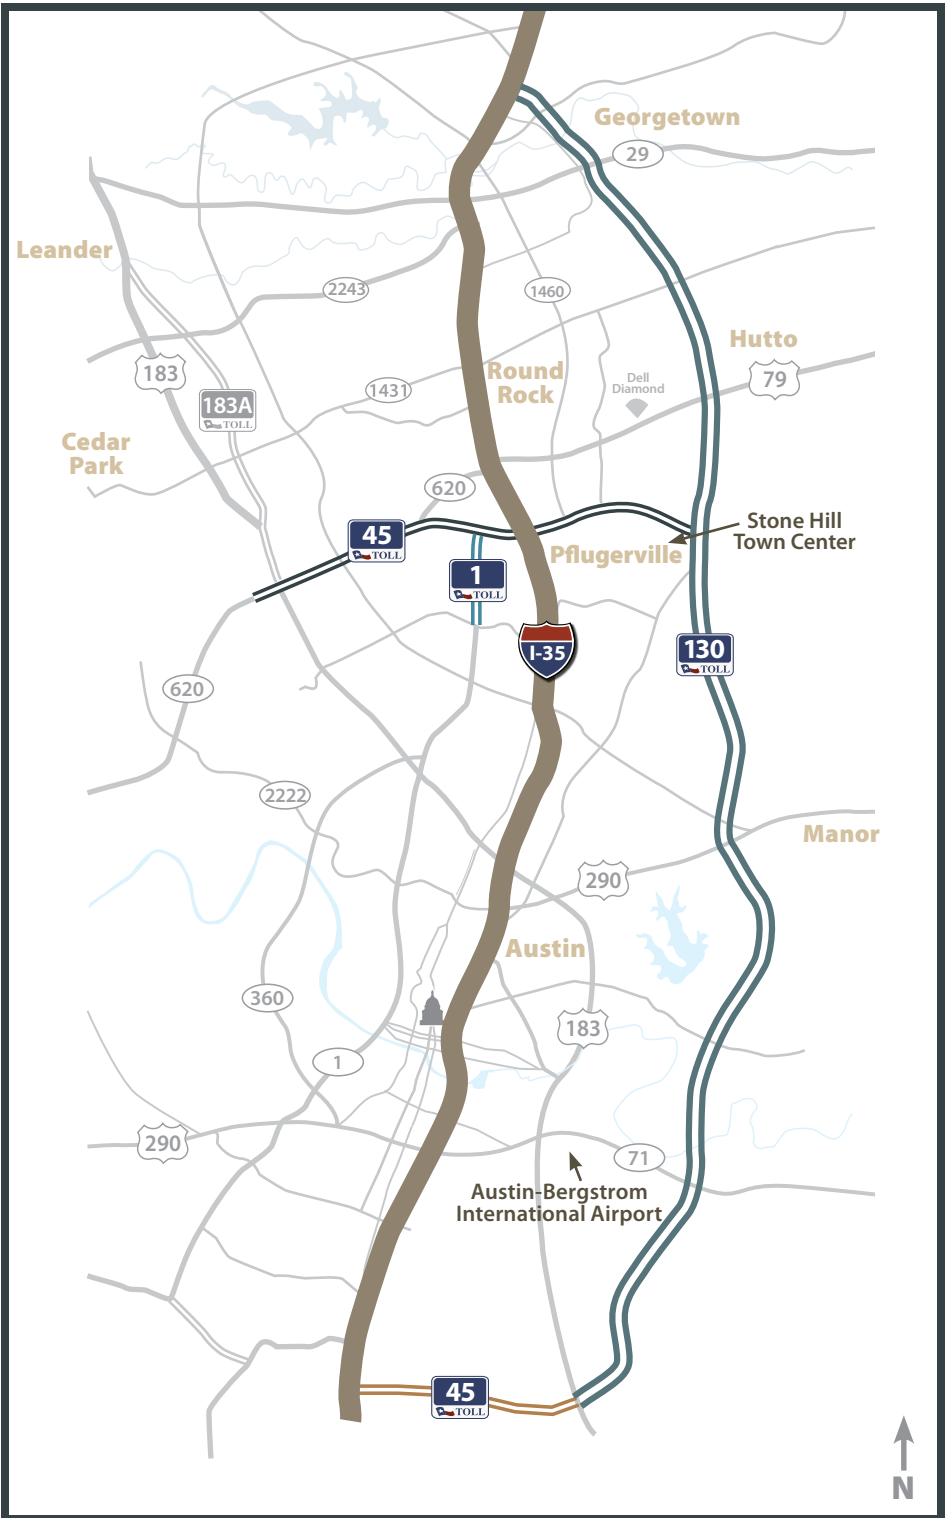 Georgetown
29
Leander
2243
1460
Hutto
183
Round
Rock
Dell
Diamond
79
1431
183A
TOLL
Cedar
Park
620
45
TOLL
Stone Hill
Town Center
Pflugerville
1
TOLL
I-35
130
TOLL
620
2222
Manor
290
Austin
360
183
1
290
71
Austin-Bergstrom
International Airport
45
TOLL
N